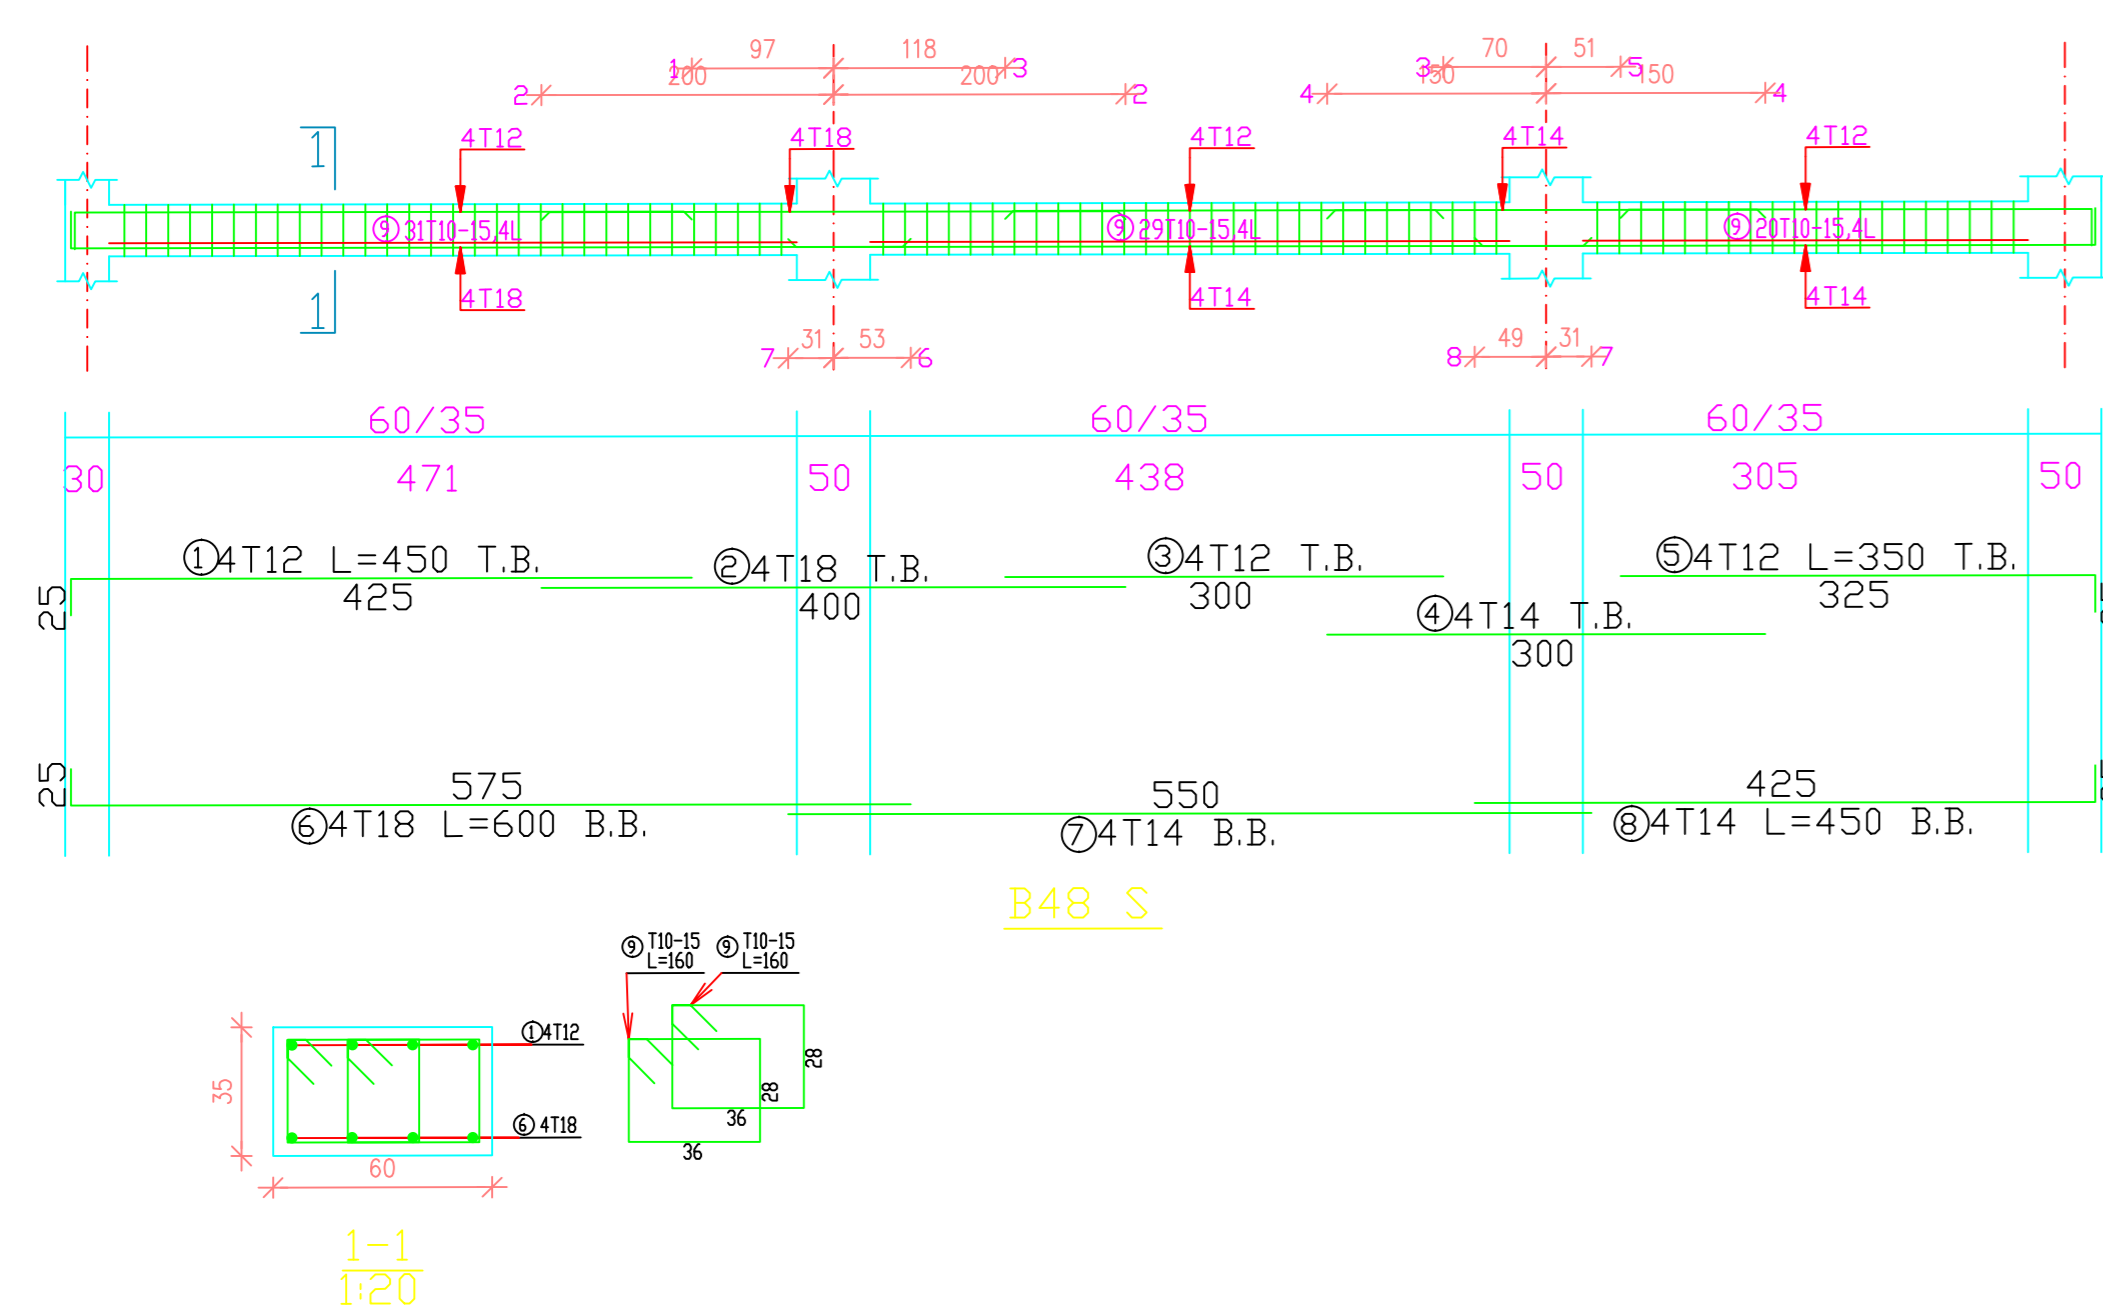 97 118 70 51
1 3 3 5
200 200 150 150
2 2 4 4
4T12 4T18 4T12 4T14 4T12
1
⑨ 31T10-15,4L ⑨ 29T10-15,4L ⑨ 20T10-15,4L
1
4T18 4T14 4T14
31 53 49 31
7 6 8 7
60/35 60/35 60/35
30 471 50 438 50 305 50
①4T12 L=450 T.B. ②4T18 T.B. ③4T12 T.B. ⑤4T12 L=350 T.B.
25 425 400 300 325
④4T14 T.B.
300
25 575 550 425
⑥4T18 L=600 B.B. ⑦4T14 B.B. ⑧4T14 L=450 B.B.
B48 S
⑨ T10-15 ⑨ T10-15
L=160 L=160
①4T12
35 28
28
36
⑥ 4T18
36
60
1-1
1:20